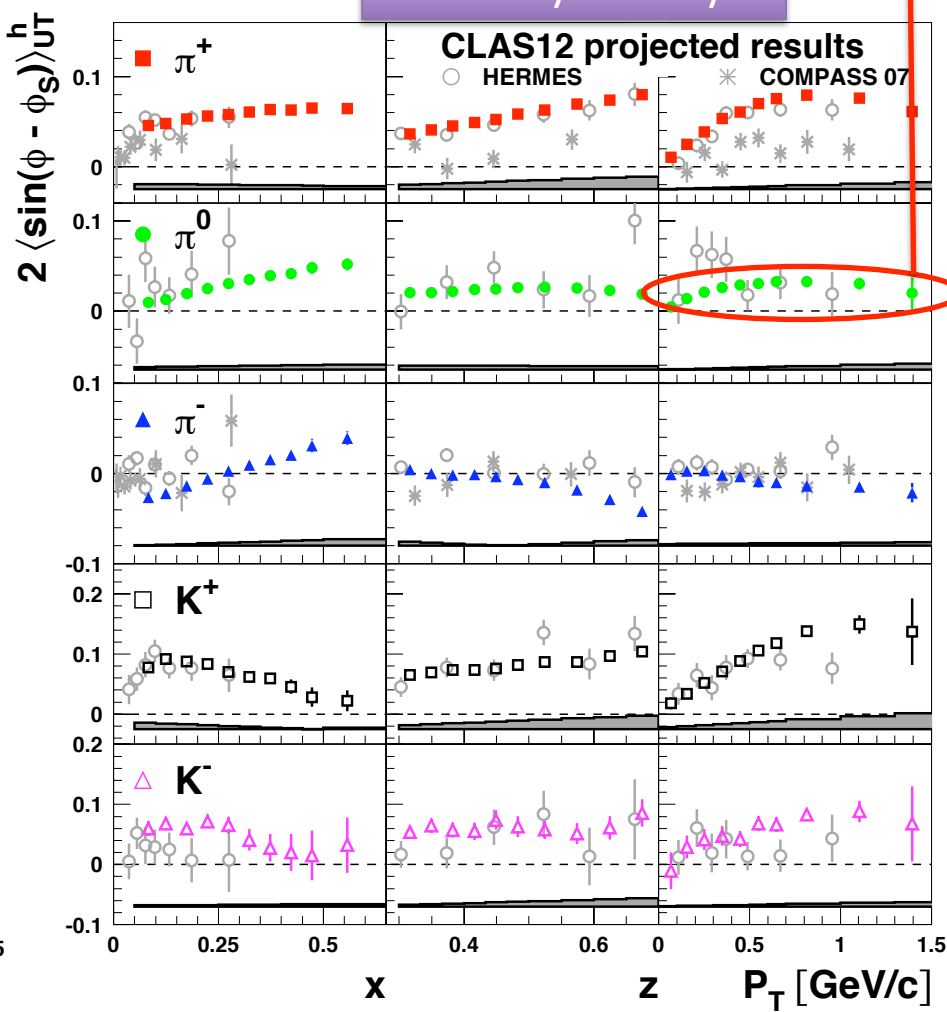 CLAS12 projected results
HERMES
COMPASS 07
2 ⟨sin(ϕ - ϕS)⟩hUT
π+
0.1
0
π0
0.1
0
0.1
π-
0
-0.1
K+
0.2
0.1
0
0.2
K-
0.1
0
-0.1
0 0.25 0.5 0.4 0.6 0 0.5 1 1.5
x z PT [GeV/c]